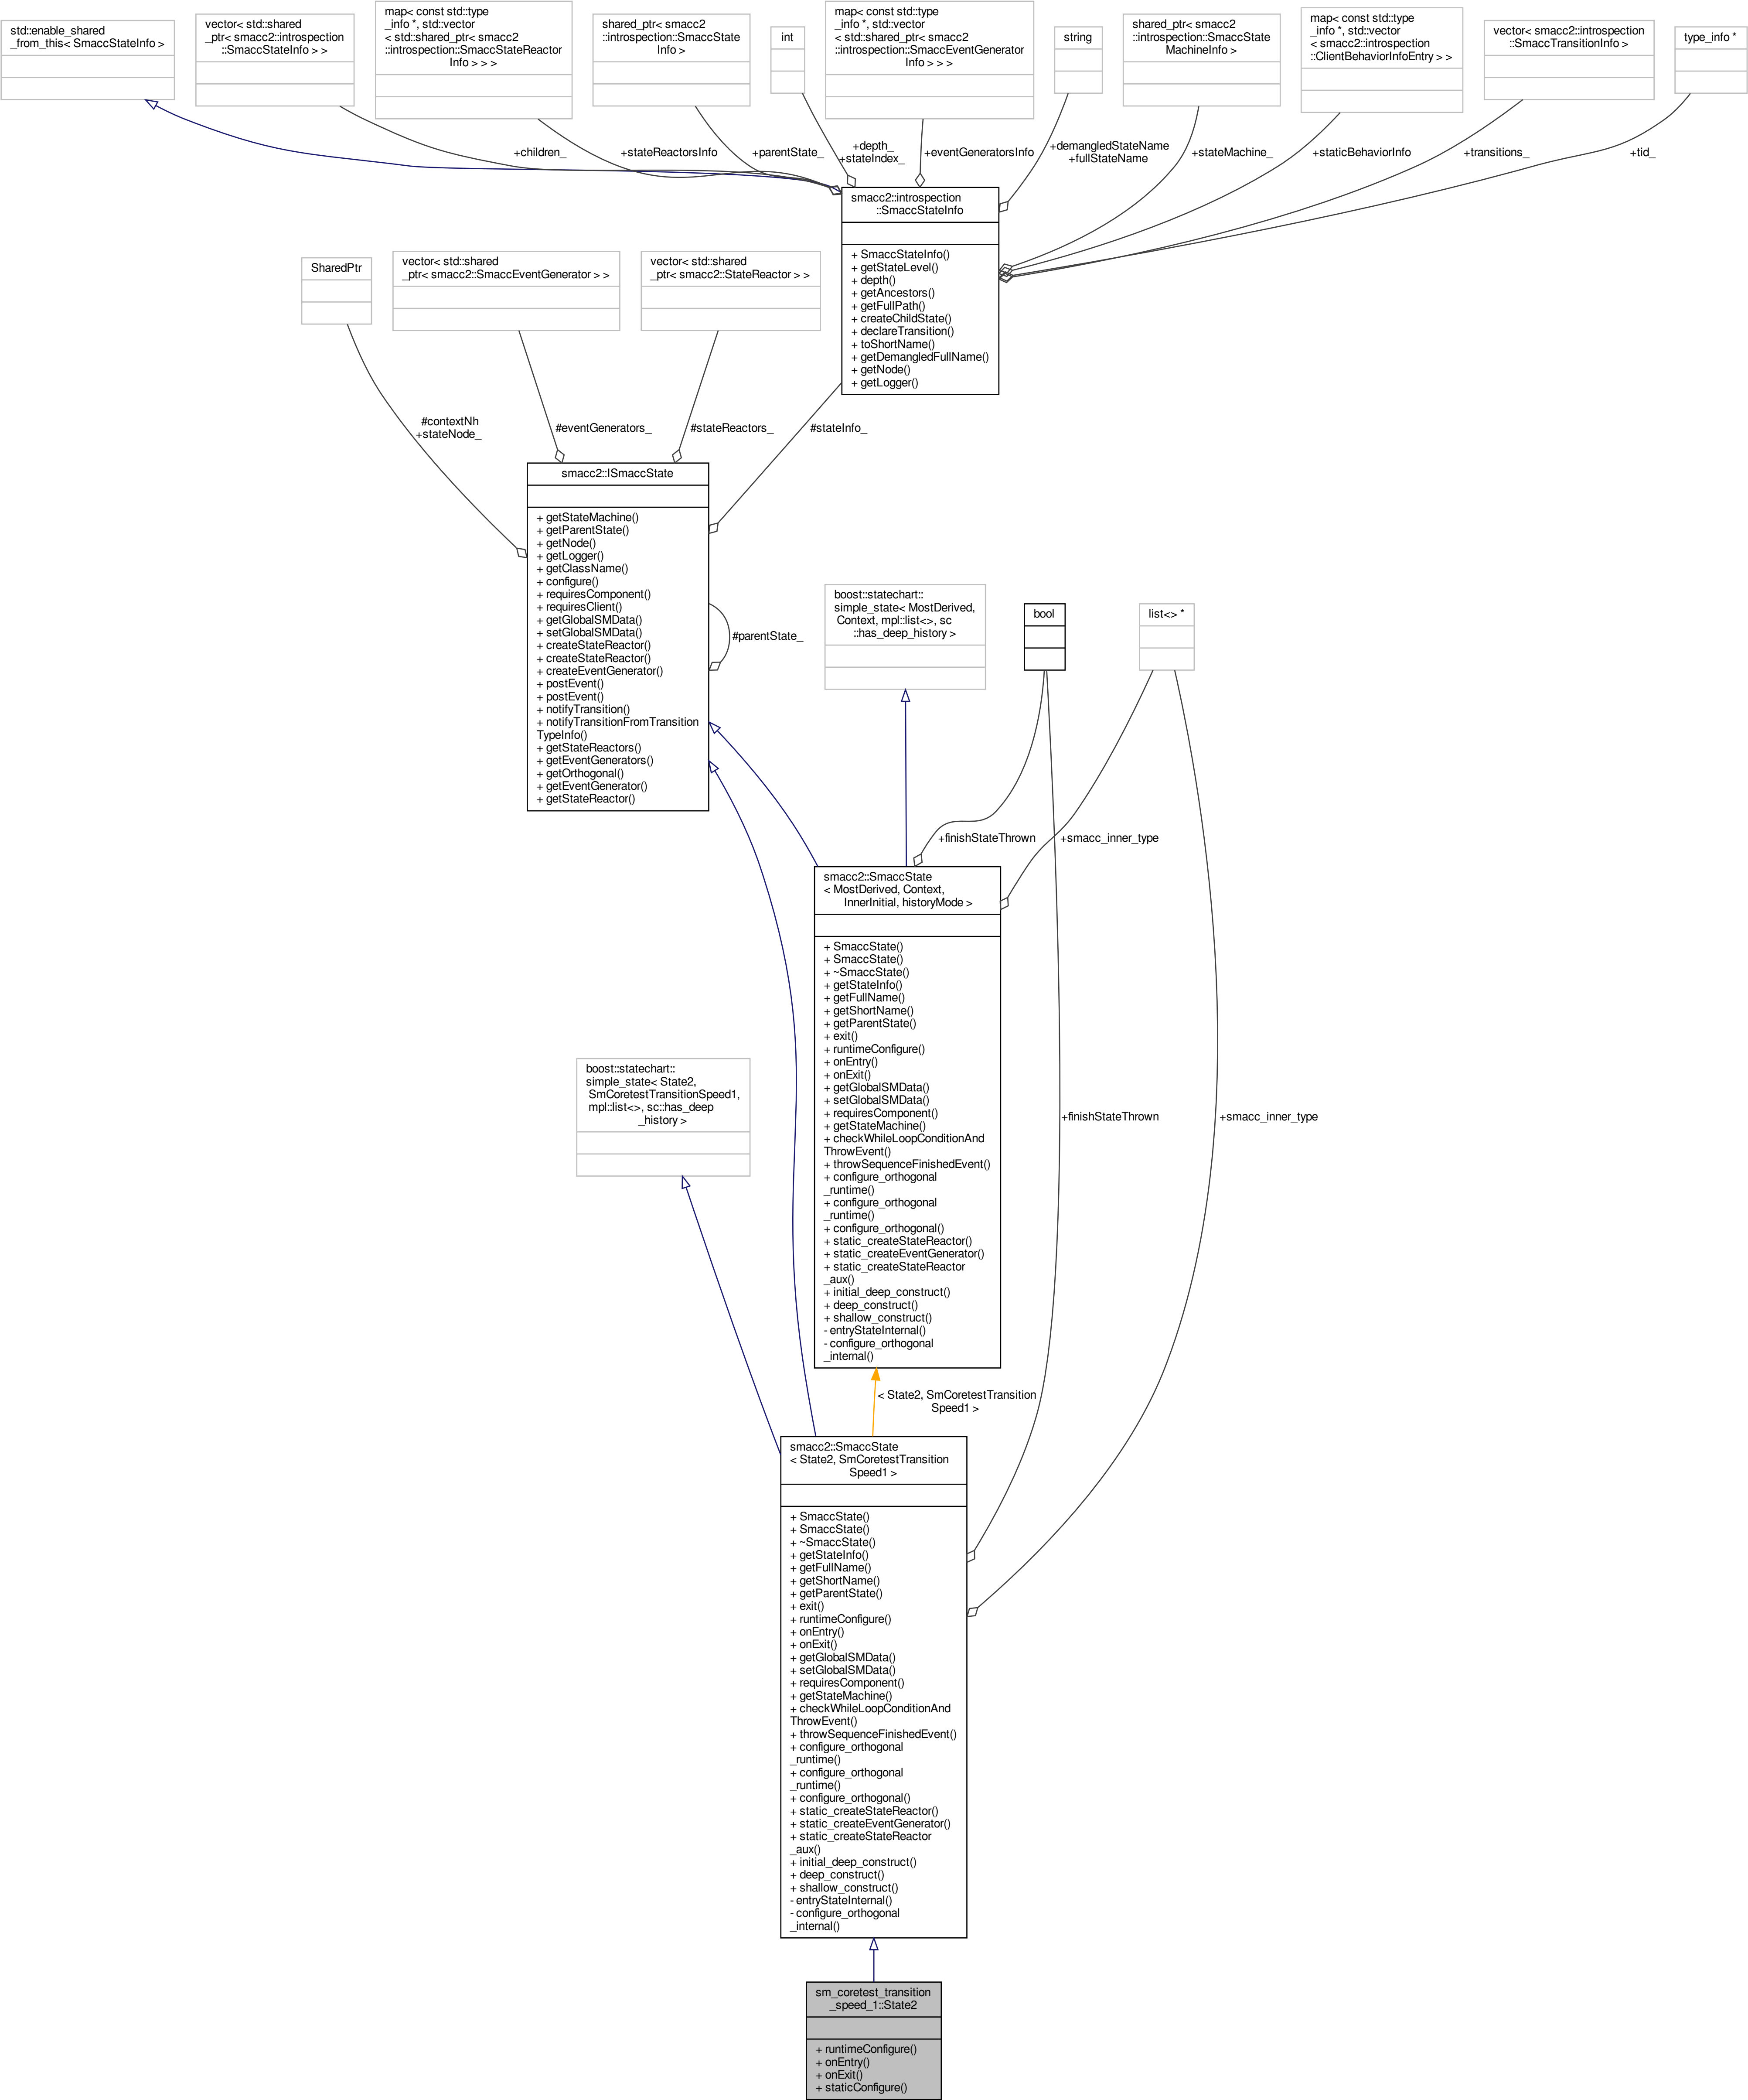 std::enable_shared
_from_this< SmaccStateInfo >
vector< std::shared
_ptr< smacc2::introspection
::SmaccStateInfo > >
map< const std::type
_info *, std::vector
< std::shared_ptr< smacc2
::introspection::SmaccStateReactor
Info > > >
shared_ptr< smacc2
::introspection::SmaccState
Info >
int
map< const std::type
_info *, std::vector
< std::shared_ptr< smacc2
::introspection::SmaccEventGenerator
Info > > >
string
shared_ptr< smacc2
::introspection::SmaccState
MachineInfo >
map< const std::type
_info *, std::vector
< smacc2::introspection
::ClientBehaviorInfoEntry > >
vector< smacc2::introspection
::SmaccTransitionInfo >
type_info *
+children_
+stateReactorsInfo
+parentState_
+depth_
+stateIndex_
+eventGeneratorsInfo
+demangledStateName
+fullStateName
+stateMachine_
+staticBehaviorInfo
+transitions_
+tid_
smacc2::introspection
::SmaccStateInfo
+ SmaccStateInfo()
+ getStateLevel()
+ depth()
+ getAncestors()
+ getFullPath()
+ createChildState()
+ declareTransition()
+ toShortName()
+ getDemangledFullName()
+ getNode()
+ getLogger()
SharedPtr
vector< std::shared
_ptr< smacc2::SmaccEventGenerator > >
vector< std::shared
_ptr< smacc2::StateReactor > >
#contextNh
+stateNode_
#eventGenerators_
#stateReactors_
#stateInfo_
smacc2::ISmaccState
+ getStateMachine()
+ getParentState()
+ getNode()
+ getLogger()
+ getClassName()
+ configure()
+ requiresComponent()
+ requiresClient()
+ getGlobalSMData()
+ setGlobalSMData()
+ createStateReactor()
+ createStateReactor()
+ createEventGenerator()
+ postEvent()
+ postEvent()
+ notifyTransition()
+ notifyTransitionFromTransition
TypeInfo()
+ getStateReactors()
+ getEventGenerators()
+ getOrthogonal()
+ getEventGenerator()
+ getStateReactor()
#parentState_
boost::statechart::
simple_state< MostDerived,
Context, mpl::list<>, sc
::has_deep_history >
bool
list<> *
+finishStateThrown
+smacc_inner_type
smacc2::SmaccState
< MostDerived, Context,
InnerInitial, historyMode >
+ SmaccState()
+ SmaccState()
+ ~SmaccState()
+ getStateInfo()
+ getFullName()
+ getShortName()
+ getParentState()
+ exit()
+ runtimeConfigure()
+ onEntry()
+ onExit()
+ getGlobalSMData()
+ setGlobalSMData()
+ requiresComponent()
+ getStateMachine()
+ checkWhileLoopConditionAnd
ThrowEvent()
+ throwSequenceFinishedEvent()
+ configure_orthogonal
_runtime()
+ configure_orthogonal
_runtime()
+ configure_orthogonal()
+ static_createStateReactor()
+ static_createEventGenerator()
+ static_createStateReactor
_aux()
+ initial_deep_construct()
+ deep_construct()
+ shallow_construct()
- entryStateInternal()
- configure_orthogonal
_internal()
boost::statechart::
simple_state< State2,
SmCoretestTransitionSpeed1,
mpl::list<>, sc::has_deep
_history >
+finishStateThrown
+smacc_inner_type
< State2, SmCoretestTransition
Speed1 >
smacc2::SmaccState
< State2, SmCoretestTransition
Speed1 >
+ SmaccState()
+ SmaccState()
+ ~SmaccState()
+ getStateInfo()
+ getFullName()
+ getShortName()
+ getParentState()
+ exit()
+ runtimeConfigure()
+ onEntry()
+ onExit()
+ getGlobalSMData()
+ setGlobalSMData()
+ requiresComponent()
+ getStateMachine()
+ checkWhileLoopConditionAnd
ThrowEvent()
+ throwSequenceFinishedEvent()
+ configure_orthogonal
_runtime()
+ configure_orthogonal
_runtime()
+ configure_orthogonal()
+ static_createStateReactor()
+ static_createEventGenerator()
+ static_createStateReactor
_aux()
+ initial_deep_construct()
+ deep_construct()
+ shallow_construct()
- entryStateInternal()
- configure_orthogonal
_internal()
sm_coretest_transition
_speed_1::State2
+ runtimeConfigure()
+ onEntry()
+ onExit()
+ staticConfigure()